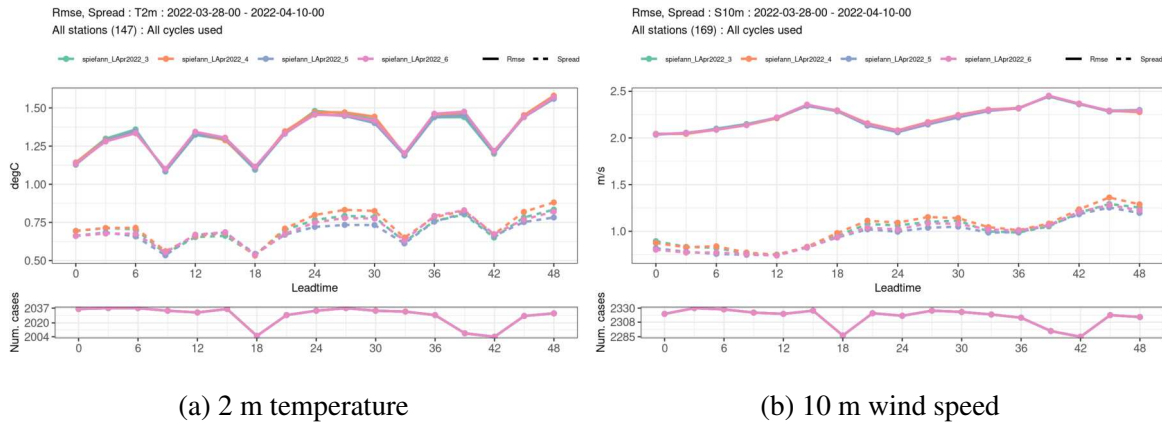 Rmse, Spread : T2m : 2022-03-28-00 - 2022-04-10-00
All stations (147) : All cycles used
spiefann_LApr2022_3 spiefann_LApr2022_4 spiefann_LApr2022_5 spiefann_LApr2022_6 Rmse Spread
1.50
1.25
1.00
0.75
0.50
degC
0 6 12 18 24 30 36 42 48
Leadtime
2037
2020
2004
Num. cases
0 6 12 18 24 30 36 42 48
(a) 2 m temperature
Rmse, Spread : S10m : 2022-03-28-00 - 2022-04-10-00
All stations (169) : All cycles used
spiefann_LApr2022_3 spiefann_LApr2022_4 spiefann_LApr2022_5 spiefann_LApr2022_6 Rmse Spread
2.5
2.0
1.5
1.0
m/s
0 6 12 18 24 30 36 42 48
Leadtime
2330
2308
2285
Num. cases
0 6 12 18 24 30 36 42 48
(b) 10 m wind speed